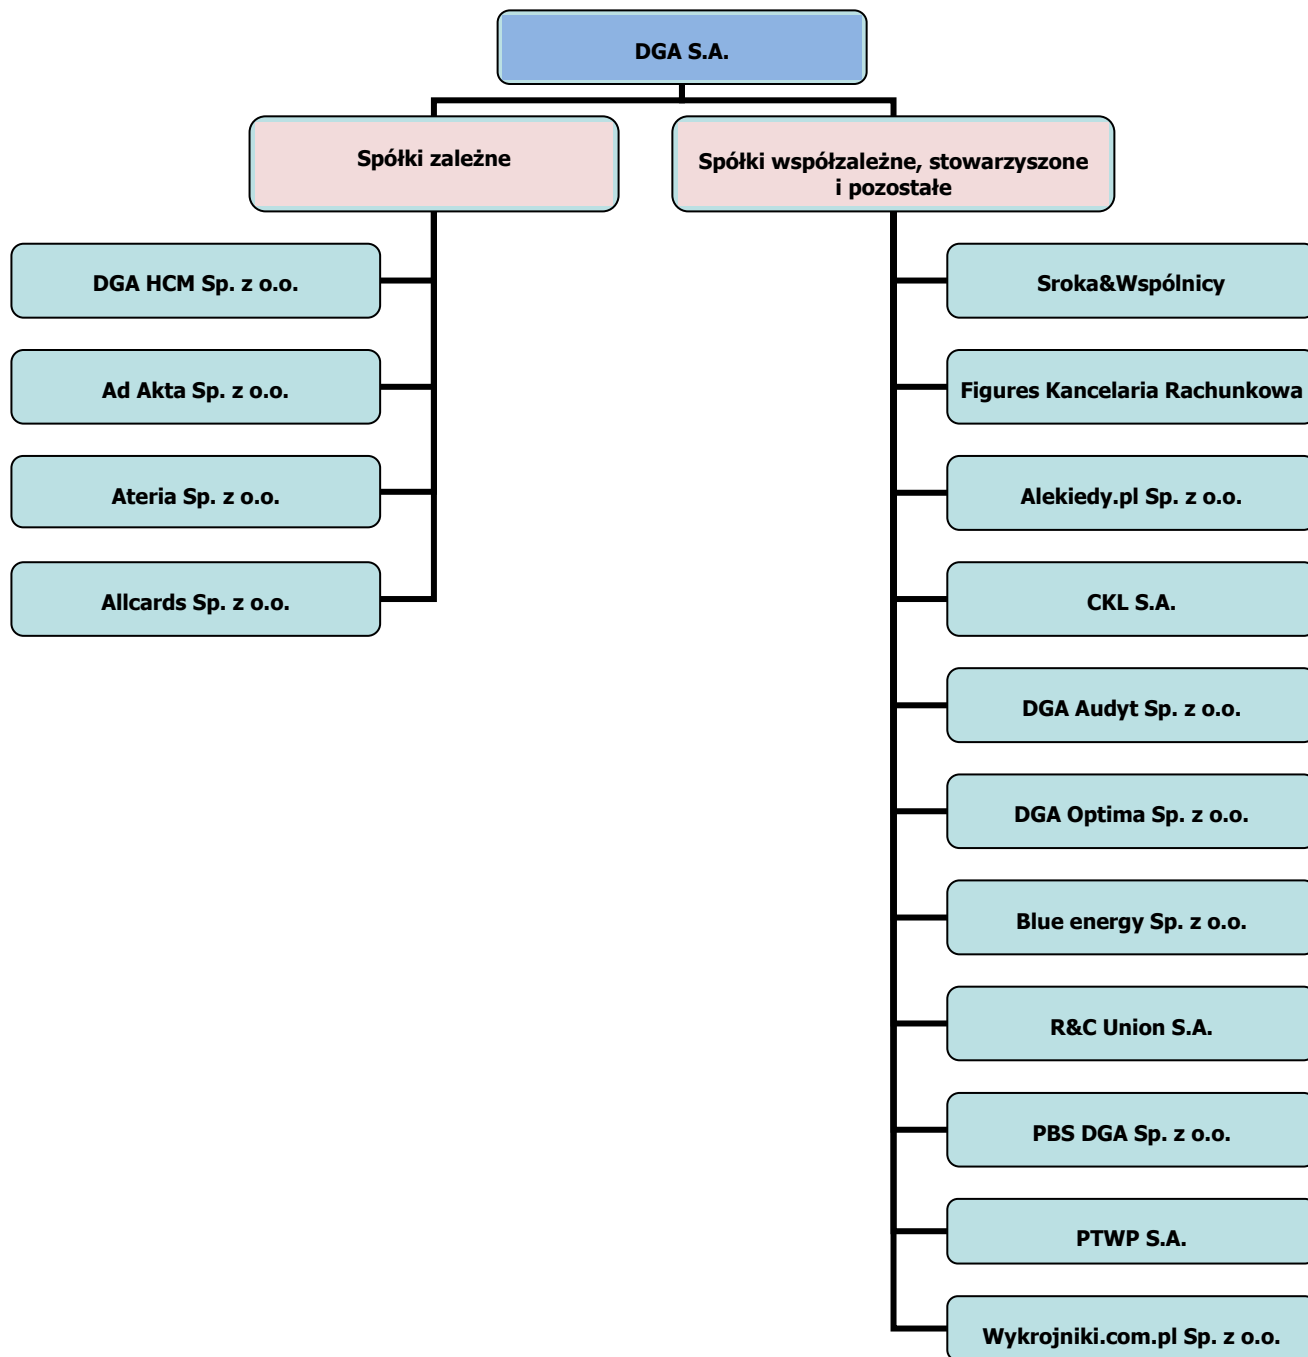 DGA S.A.
Spółki zależne
Spółki współzależne, stowarzyszone
i pozostałe
DGA HCM Sp. z o.o.
Ad Akta Sp. z o.o.
Ateria Sp. z o.o.
Allcards Sp. z o.o.
Sroka&Wspólnicy
Figures Kancelaria Rachunkowa
Alekiedy.pl Sp. z o.o.
CKL S.A.
DGA Audyt Sp. z o.o.
DGA Optima Sp. z o.o.
Blue energy Sp. z o.o.
R&C Union S.A.
PBS DGA Sp. z o.o.
PTWP S.A.
Wykrojniki.com.pl Sp. z o.o.